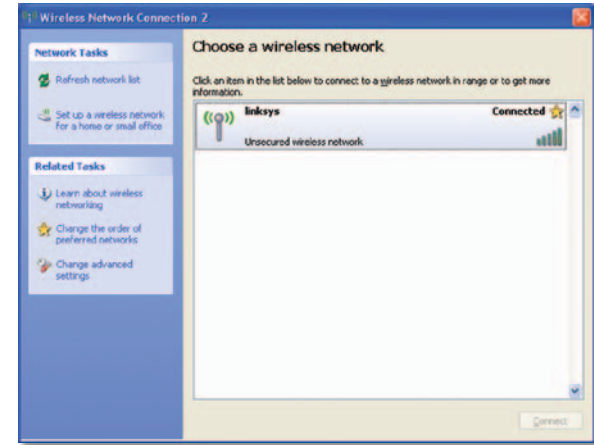 Wireless Network Connection 2
Network Tasks
Refresh network list
Set up a wireless network
for a home or small office
Related Tasks
Learn about wireless
networking
Change the order of
preferred networks
Change advanced
settings
Choose a wireless network
Click an item in the list below to connect to a wireless network in range or to get more
information.
linksys
Connected
Unsecured wireless network
Connect